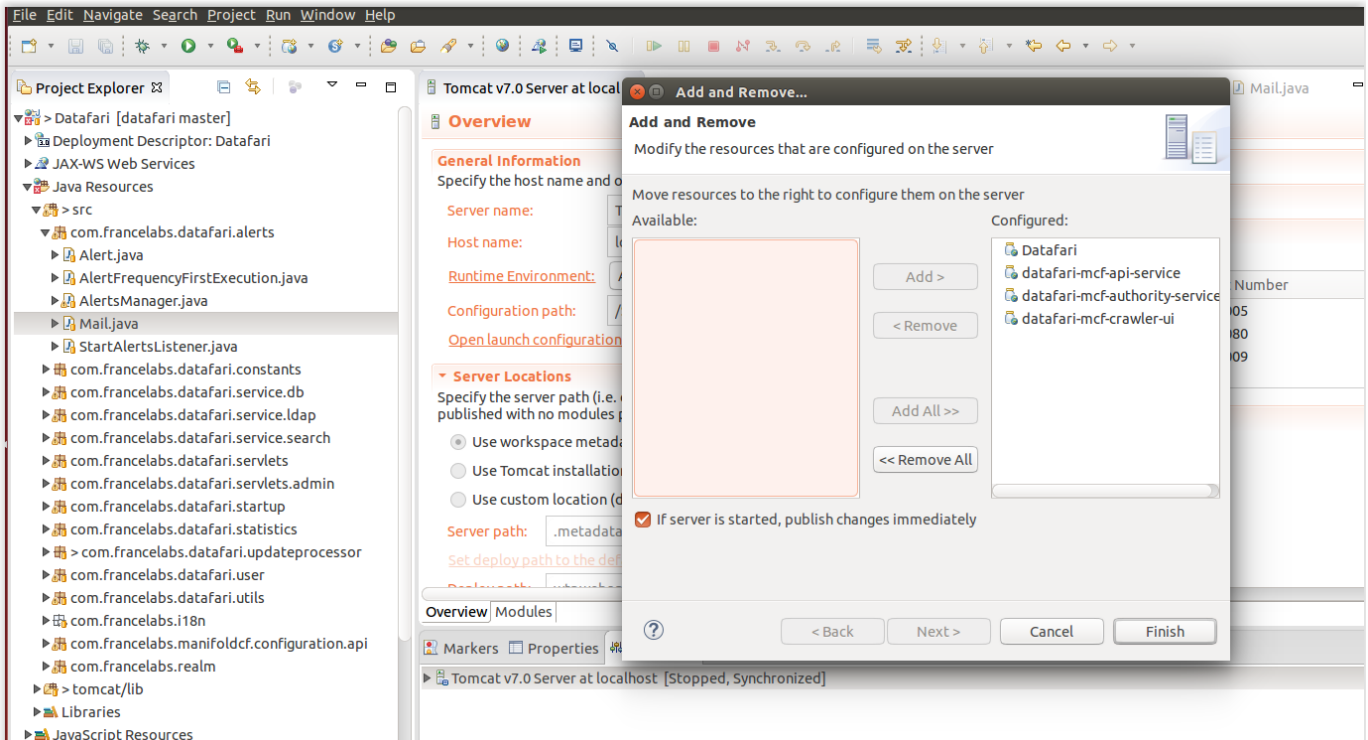 File Edit Navigate Search Project Run Window Help
Project Explorer
> Datafari [datafari master]
Deployment Descriptor: Datafari
JAX-WS Web Services
Java Resources
> src
com.francelabs.datafari.alerts
Alert.java
AlertFrequencyFirstExecution.java
AlertsManager.java
Mail.java
StartAlertsListener.java
com.francelabs.datafari.constants
com.francelabs.datafari.service.db
com.francelabs.datafari.service.ldap
com.francelabs.datafari.service.search
com.francelabs.datafari.servlets
com.francelabs.datafari.servlets.admin
com.francelabs.datafari.startup
com.francelabs.datafari.statistics
> com.francelabs.datafari.updateprocessor
com.francelabs.datafari.user
com.francelabs.datafari.utils
com.francelabs.i18n
com.francelabs.manifoldcf.configuration.api
com.francelabs.realm
> tomcat/lib
Libraries
JavaScript Resources
Tomcat v7.0 Server at local
Mail.java
Overview
General Information
Specify the host name and o
Server name:
Host name:
Runtime Environment:
Configuration path: /
Open launch configuration
Server Locations
Specify the server path (i.e.
published with no modules p
Use workspace metada
Use Tomcat installatio
Use custom location (d
Server path: .metadata
Set deploy path to the def
Overview Modules
Number
005
080
009
Markers Properties
Tomcat v7.0 Server at localhost [Stopped, Synchronized]
Add and Remove...
Add and Remove
Modify the resources that are configured on the server
Move resources to the right to configure them on the server
Available:
Configured:
Datafari
datafari-mcf-api-service
datafari-mcf-authority-service
datafari-mcf-crawler-ui
Add >
< Remove
Add All >>
<< Remove All
If server is started, publish changes immediately
< Back Next > Cancel Finish